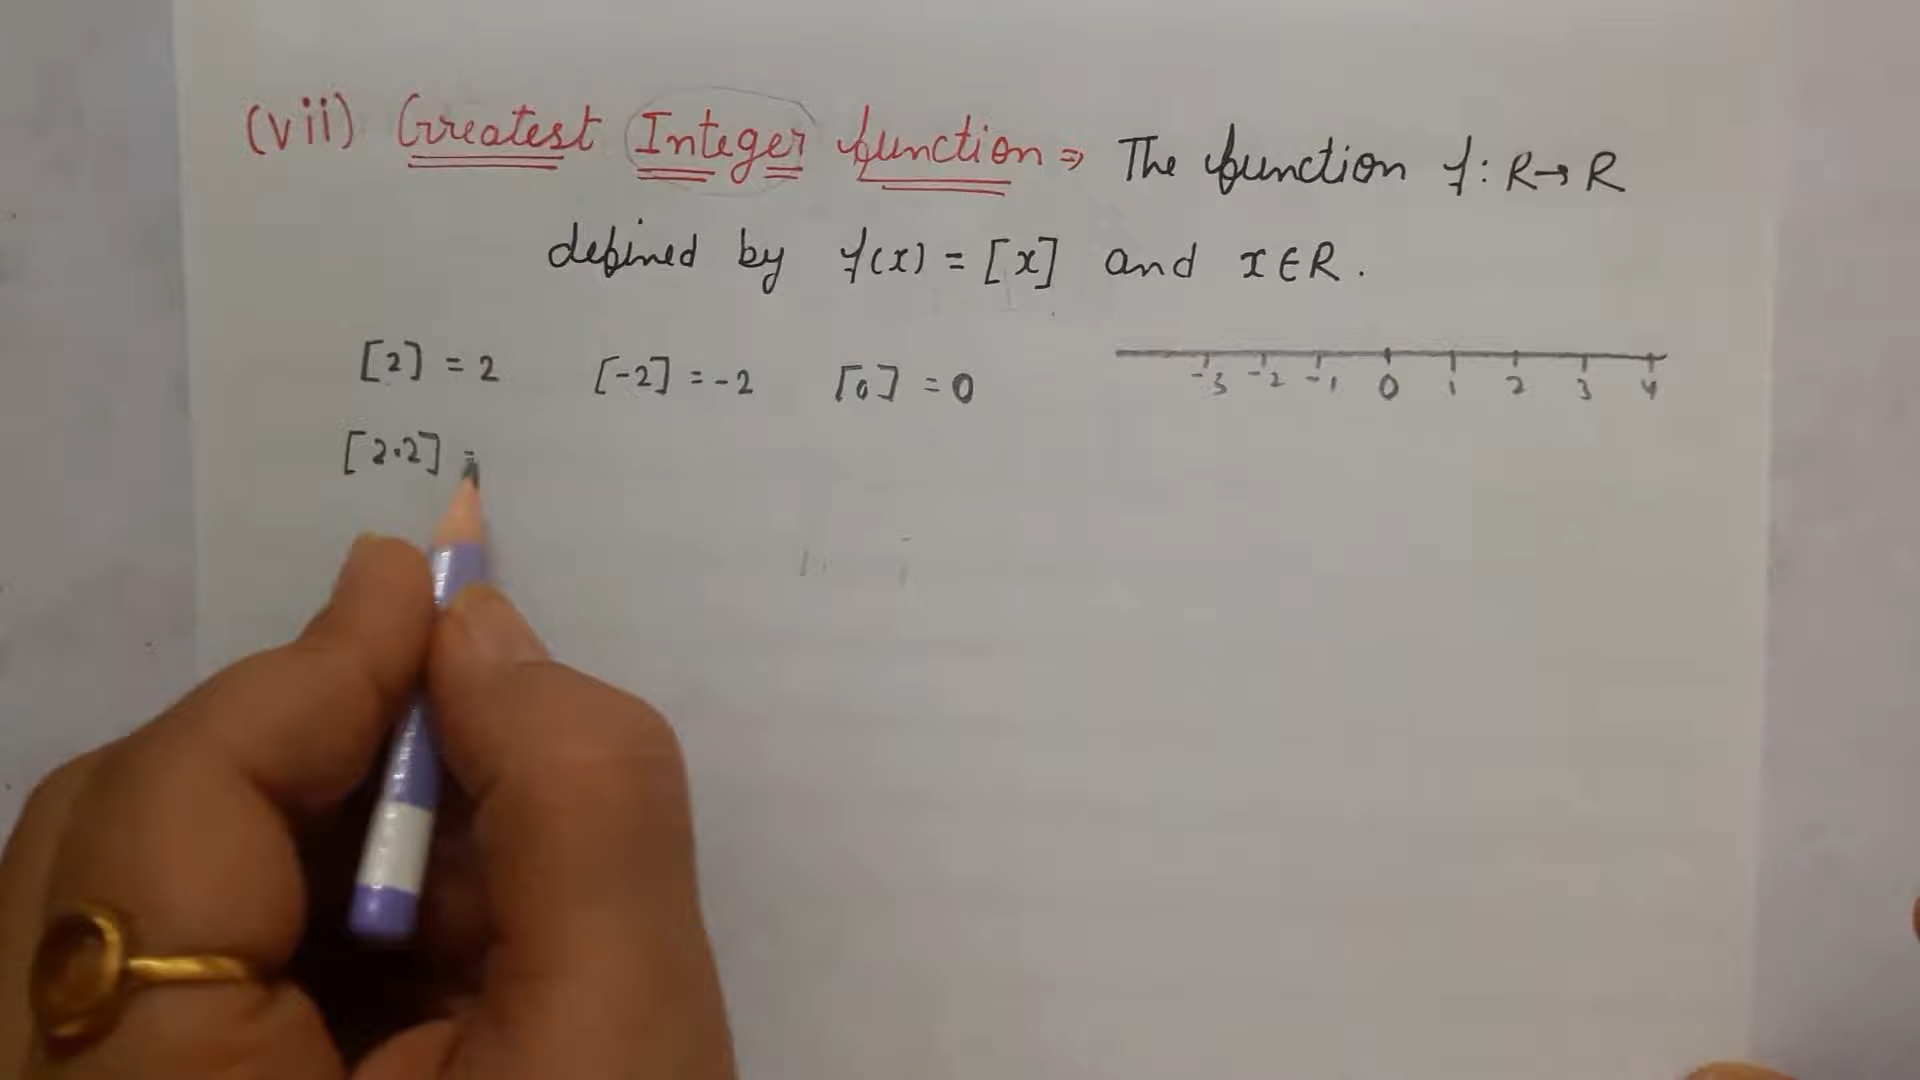 (vii) Greatest Integer function ⇒ The function f: R→R
defined by f(x) = [x] and x∈R.
[2] = 2 [-2] = -2 [0] = 0
-3 -2 -1 0 1 2 3 4
[2.2] =